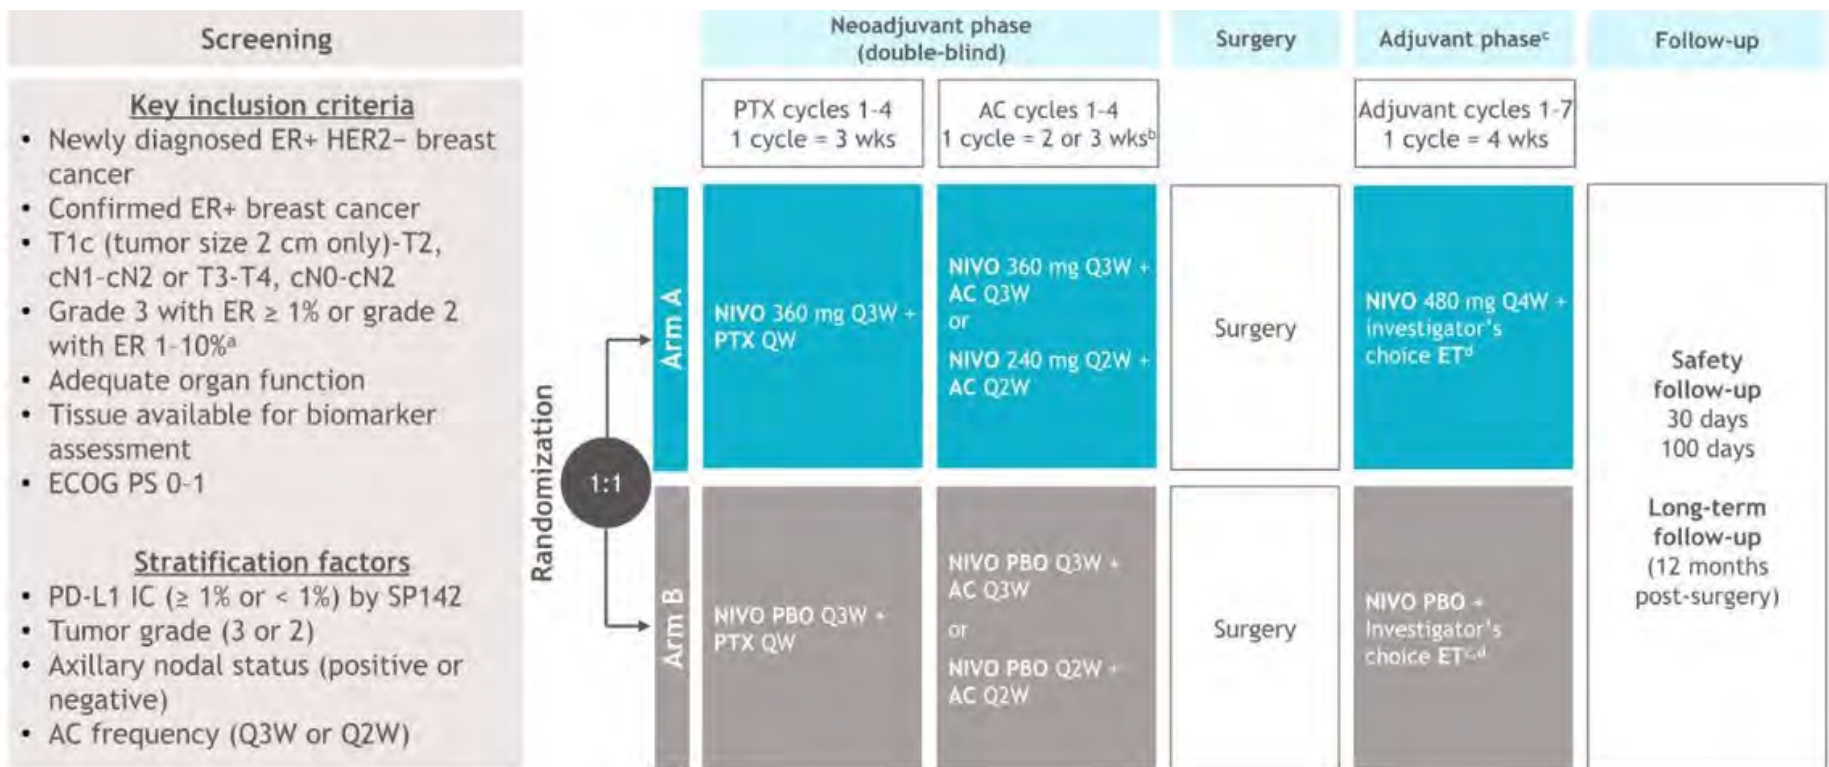 Screening
Key inclusion criteria
• Newly diagnosed ER+ HER2− breast
cancer
• Confirmed ER+ breast cancer
• T1c (tumor size 2 cm only)-T2,
cN1-cN2 or T3-T4, cN0-cN2
• Grade 3 with ER ≥ 1% or grade 2
with ER 1-10%ᵃ
• Adequate organ function
• Tissue available for biomarker
assessment
• ECOG PS 0-1
Stratification factors
• PD-L1 IC (≥ 1% or < 1%) by SP142
• Tumor grade (3 or 2)
• Axillary nodal status (positive or
negative)
• AC frequency (Q3W or Q2W)
Randomization
1:1
Neoadjuvant phase
(double-blind)
Surgery
Adjuvant phaseᶜ
Follow-up
PTX cycles 1-4
1 cycle = 3 wks
AC cycles 1-4
1 cycle = 2 or 3 wksᵇ
Adjuvant cycles 1-7
1 cycle = 4 wks
Arm A
NIVO 360 mg Q3W +
PTX QW
NIVO 360 mg Q3W +
AC Q3W
or
NIVO 240 mg Q2W +
AC Q2W
Surgery
NIVO 480 mg Q4W +
investigator's
choice ETᵈ
Arm B
NIVO PBO Q3W +
PTX QW
NIVO PBO Q3W +
AC Q3W
or
NIVO PBO Q2W +
AC Q2W
Surgery
NIVO PBO +
Investigator's
choice ETᶜ,ᵈ
Safety
follow-up
30 days
100 days
Long-term
follow-up
(12 months
post-surgery)